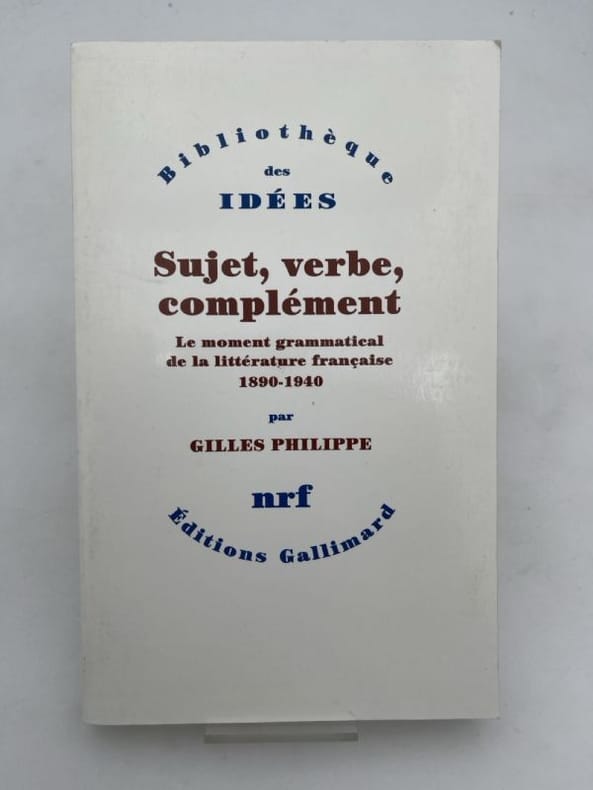 Bibliothèque
des
IDÉES
Sujet, verbe,
complément
Le moment grammatical
de la littérature française
1890-1940
par
GILLES PHILIPPE
nrf
Éditions Gallimard